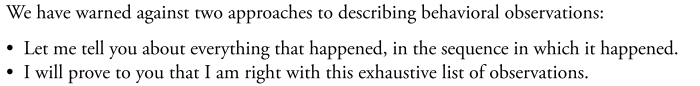 We have warned against two approaches to describing behavioral observations:
• Let me tell you about everything that happened, in the sequence in which it happened.
• I will prove to you that I am right with this exhaustive list of observations.